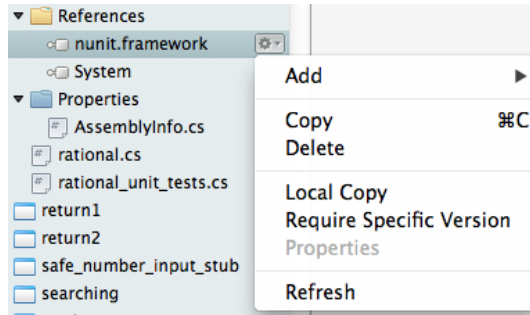 References
nunit.framework
System
Properties
AssemblyInfo.cs
rational.cs
rational_unit_tests.cs
return1
return2
safe_number_input_stub
searching
Add
Copy ⌘C
Delete
Local Copy
Require Specific Version
Properties
Refresh